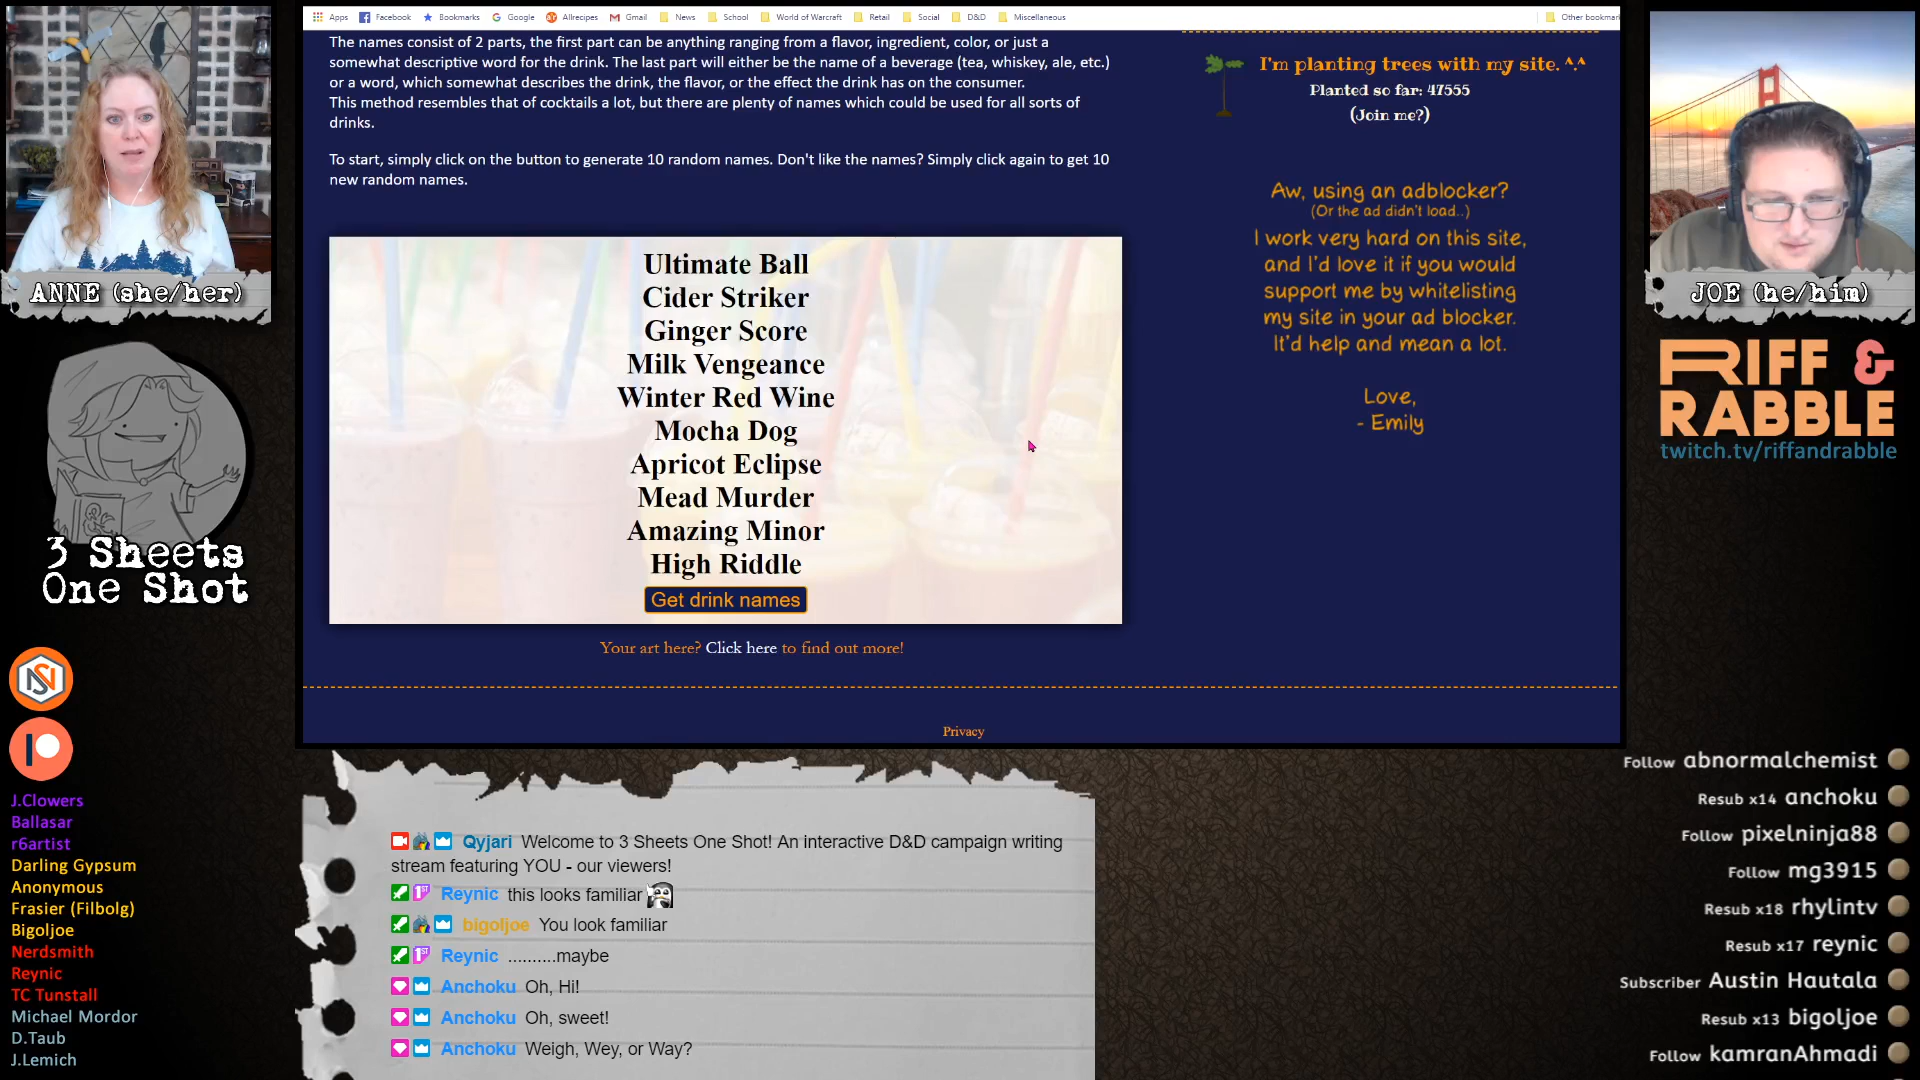 Apps Facebook Bookmarks Google Allrecipes Gmail News School World of Warcraft Retail Social D&D Miscellaneous Other bookmar
The names consist of 2 parts, the first part can be anything ranging from a flavor, ingredient, color, or just a
somewhat descriptive word for the drink. The last part will either be the name of a beverage (tea, whiskey, ale, etc.)
or a word, which somewhat describes the drink, the flavor, or the effect the drink has on the consumer.
This method resembles that of cocktails a lot, but there are plenty of names which could be used for all sorts of
drinks.
To start, simply click on the button to generate 10 random names. Don't like the names? Simply click again to get 10
new random names.
Ultimate Ball
Cider Striker
Ginger Score
Milk Vengeance
Winter Red Wine
Mocha Dog
Apricot Eclipse
Mead Murder
Amazing Minor
High Riddle
Get drink names
Your art here? Click here to find out more!
Privacy
I'm planting trees with my site. ^.^
Planted so far: 47555
(Join me?)
Aw, using an adblocker?
(Or the ad didn't load..)
I work very hard on this site,
and I'd love it if you would
support me by whitelisting
my site in your ad blocker.
It'd help and mean a lot.
Love,
- Emily
ANNE (she/her)
JOE (he/him)
3 Sheets
One Shot
RIFF &
RABBLE
twitch.tv/riffandrabble
J.Clowers
Ballasar
r6artist
Darling Gypsum
Anonymous
Frasier (Filbolg)
Bigoljoe
Nerdsmith
Reynic
TC Tunstall
Michael Mordor
D.Taub
J.Lemich
Qyjari Welcome to 3 Sheets One Shot! An interactive D&D campaign writing
stream featuring YOU - our viewers!
1ST Reynic this looks familiar
bigoljoe You look familiar
1ST Reynic ..........maybe
Anchoku Oh, Hi!
Anchoku Oh, sweet!
Anchoku Weigh, Wey, or Way?
Follow abnormalchemist
Resub x14 anchoku
Follow pixelninja88
Follow mg3915
Resub x18 rhylintv
Resub x17 reynic
Subscriber Austin Hautala
Resub x13 bigoljoe
Follow kamranAhmadi